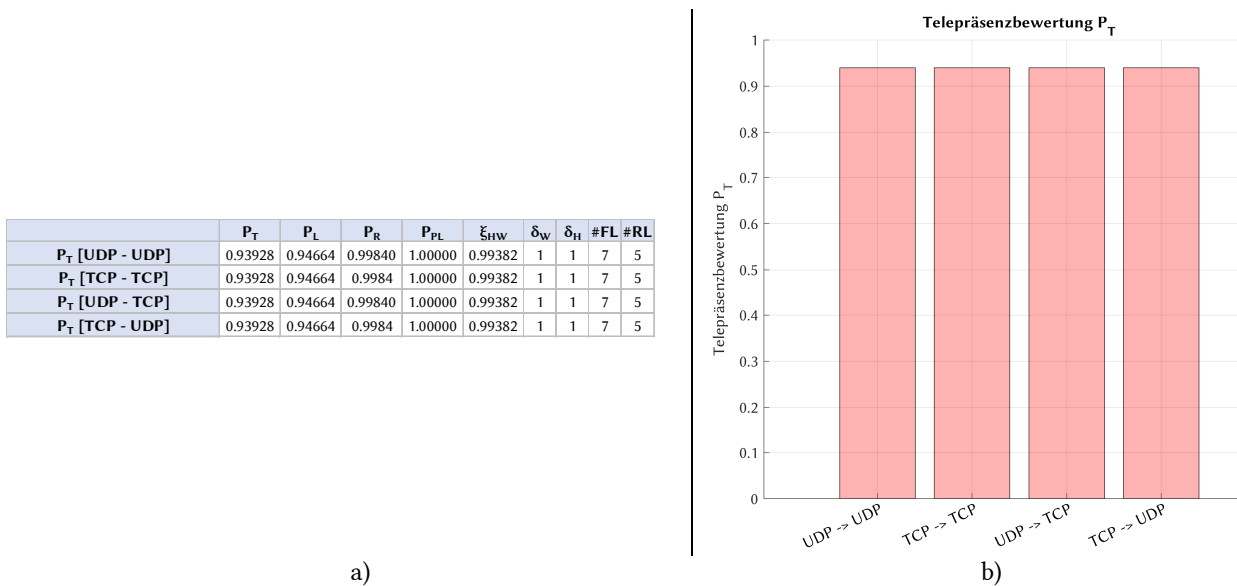 P_T P_L P_R P_PL ξ_HW δ_W δ_H #FL #RL
P_T [UDP - UDP] 0.93928 0.94664 0.99840 1.00000 0.99382 1 1 7 5
P_T [TCP - TCP] 0.93928 0.94664 0.9984 1.00000 0.99382 1 1 7 5
P_T [UDP - TCP] 0.93928 0.94664 0.99840 1.00000 0.99382 1 1 7 5
P_T [TCP - UDP] 0.93928 0.94664 0.9984 1.00000 0.99382 1 1 7 5
a)
Telepräsenzbewertung P_T
Telepräsenzbewertung P_T
1
0.9
0.8
0.7
0.6
0.5
0.4
0.3
0.2
0.1
0
UDP -> UDP
TCP -> TCP
UDP -> TCP
TCP -> UDP
b)